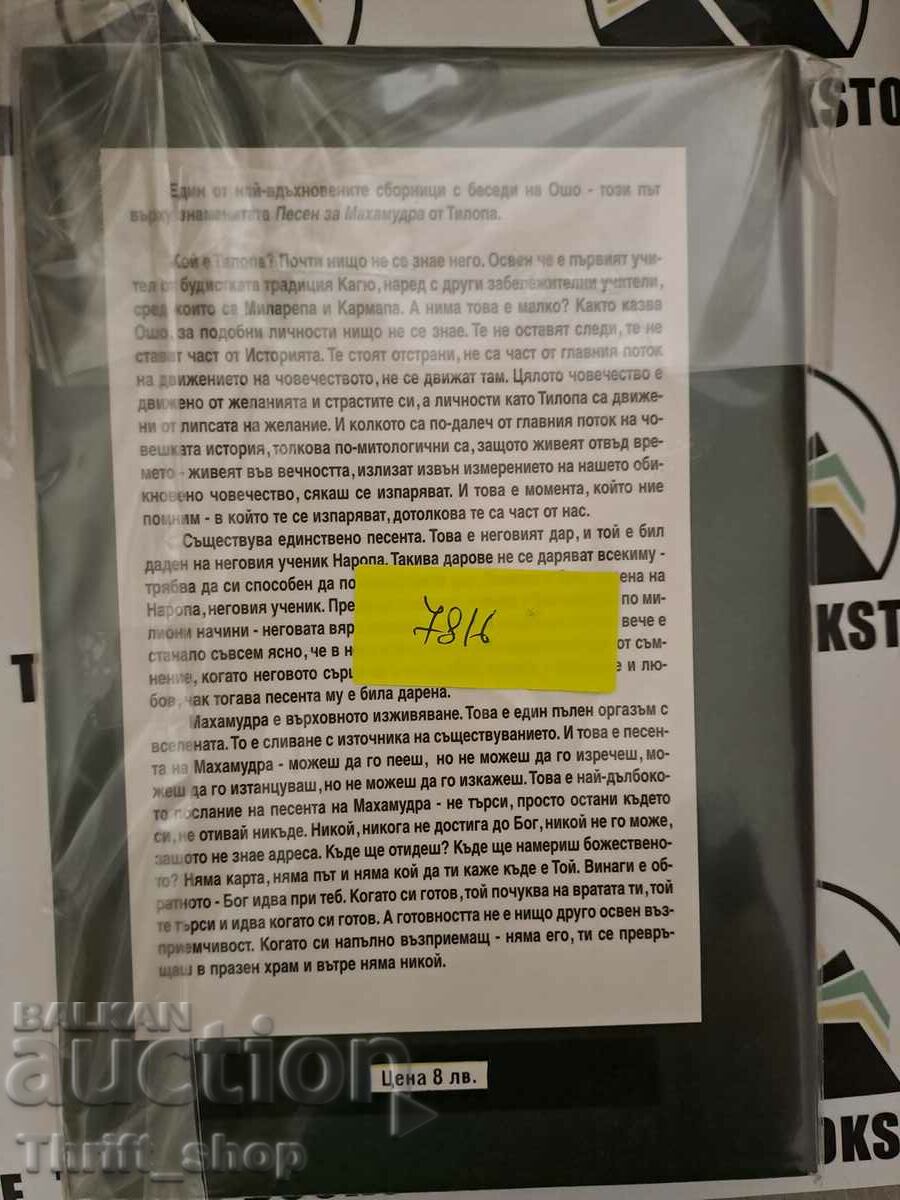 Един от най-вдъхновените сборници с беседи на Ошо - този път
върху знаменитата Песен за Махамудра от Тилопа.
Кой е Тилопа? Почти нищо не се знае него. Освен че е първият учи-
тел от будистката традиция Кагю, наред с други забележителни учители,
сред които са Миларепа и Кармапа. А нима това е малко? Както казва
Ошо, за подобни личности нищо не се знае. Те не оставят следи, те не
стават част от Историята. Те стоят отстрани, не са част от главния поток
на движението на човечеството, не се движат там. Цялото човечество е
движено от желанията и страстите си, а личности като Тилопа са движе-
ни от липсата на желание. И колкото са по-далеч от главния поток на чо-
вешката история, толкова по-митологични са, защото живеят отвъд вре-
мето - живеят във вечността, излизат извън измерението на нашето оби-
кновено човечество, сякаш се изпаряват. И това е момента, който ние
помним - в който те се изпаряват, дотолкова те са част от нас.
Съществува единствено песента. Това е неговият дар, и той е бил
даден на неговия ученик Наропа. Такива дарове не се даряват всекиму -
трябва да си способен да по ена на
Наропа, неговия ученик. Пре по ми-
лиони начини - неговата вяр вече е
станало съвсем ясно, че в не от съм-
нение, когато неговото сърц е и лю-
бов, чак тогава песента му е била дарена.
Махамудра е върховното изживяване. Това е един пълен оргазъм с
вселената. То е сливане с източника на съществуванието. И това е песен-
та на Махамудра - можеш да го пееш, но не можеш да го изречеш, мо-
жеш да го изтанцуваш, но не можеш да го изкажеш. Това е най-дълбоко-
то послание на песента на Махамудра - не търси, просто остани където
си, не отивай никъде. Никой, никога не достига до Бог, никой не го може,
защото не знае адреса. Къде ще отидеш? Къде ще намериш божествено-
то? Няма карта, няма път и няма кой да ти каже къде е Той. Винаги е об-
ратното - Бог идва при теб. Когато си готов, той почуква на вратата ти, той
те търси и идва когато си готов. А готовността не е нищо друго освен въз-
приемчивост. Когато си напълно възприемащ - няма его, ти се превръ-
щаш в празен храм и вътре няма никой.
Цена 8 лв.
BALKAN
auction
Thrift_shop
OKSTO
OKST
OKS